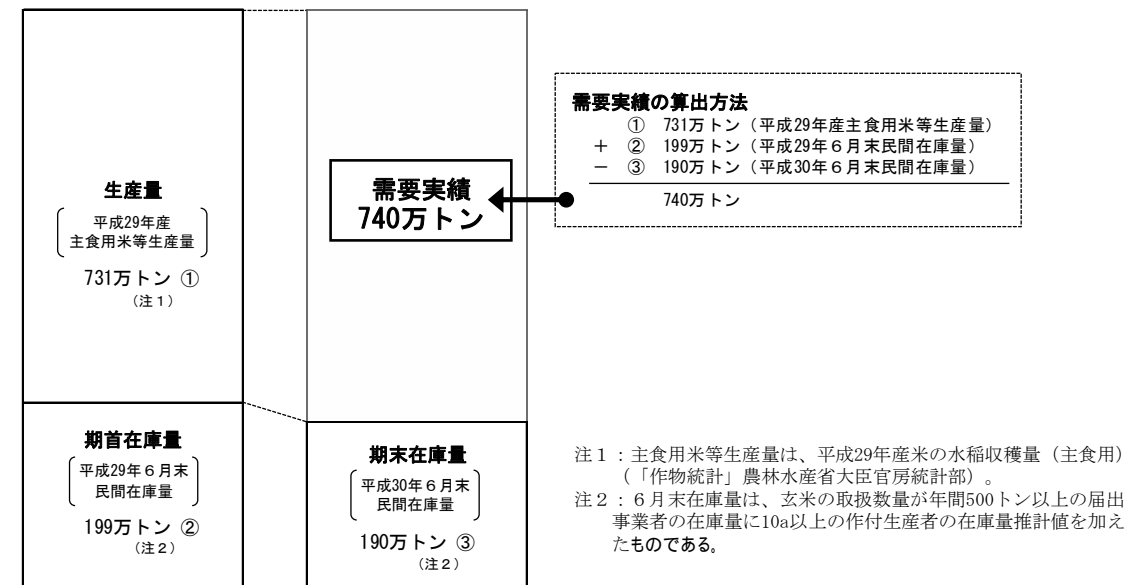 生産量
平成29年産
主食用米等生産量
731万トン ①
(注1)
期首在庫量
平成29年6月末
民間在庫量
199万トン ②
(注2)
需要実績
740万トン
期末在庫量
平成30年6月末
民間在庫量
190万トン ③
(注2)
需要実績の算出方法
① 731万トン(平成29年産主食用米等生産量)
+ ② 199万トン(平成29年6月末民間在庫量)
- ③ 190万トン(平成30年6月末民間在庫量)
740万トン
注1:主食用米等生産量は、平成29年産米の水稲収穫量(主食用)
(「作物統計」農林水産省大臣官房統計部)。
注2:6月末在庫量は、玄米の取扱数量が年間500トン以上の届出
事業者の在庫量に10a以上の作付生産者の在庫量推計値を加え
たものである。